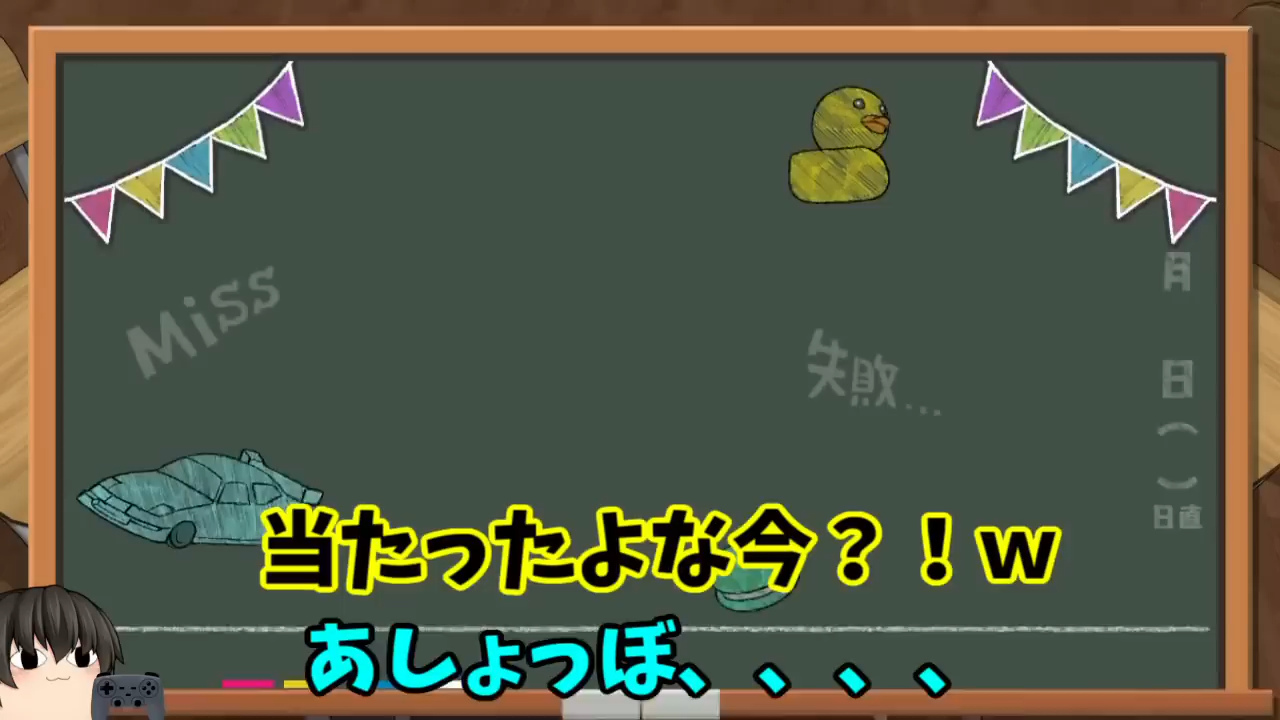 Miss
失敗...
月
日
（
）
日直
当たったよな今？！w
あしょっぼ、、、、